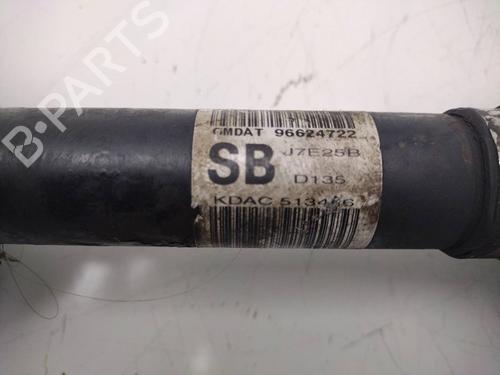 B-PARTS
GMDAT 96624722
SB
J7E25B
D135
KDAC 513446